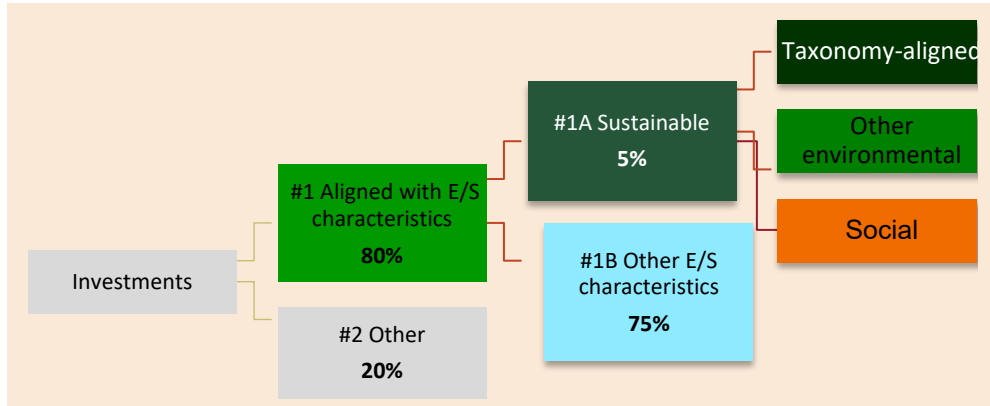 Investments
#1 Aligned with E/S
characteristics
80%
#2 Other
20%
#1A Sustainable
5%
#1B Other E/S
characteristics
75%
Taxonomy-aligned
Other
environmental
Social